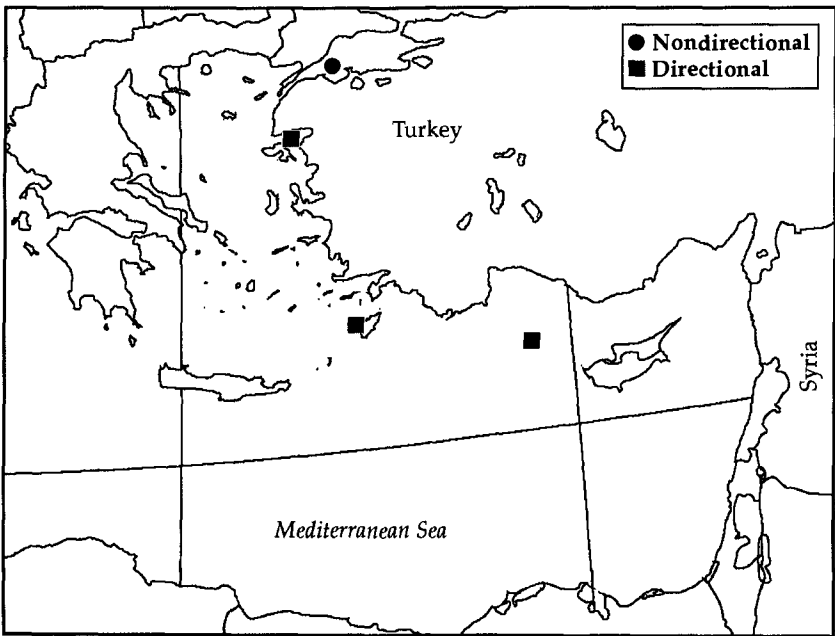 Nondirectional
Directional
Turkey
Syria
Mediterranean Sea